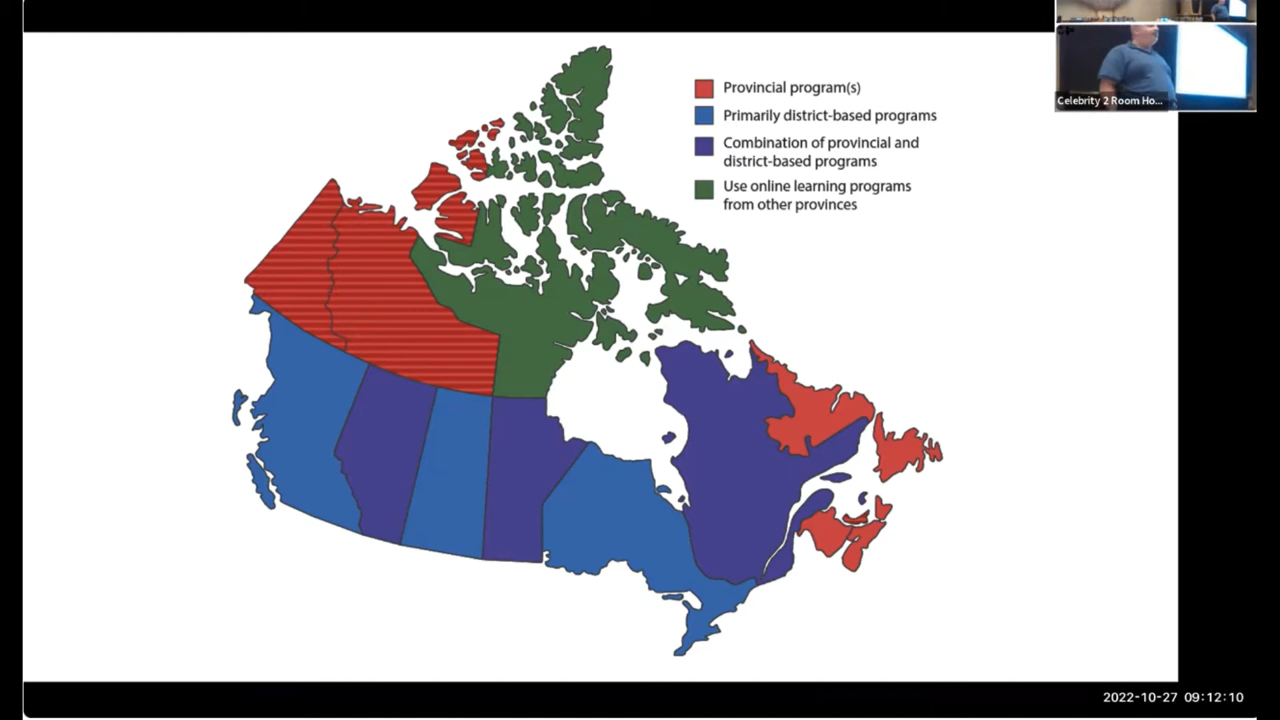 Provincial program(s)
Primarily district-based programs
Combination of provincial and
district-based programs
Use online learning programs
from other provinces
Celebrity 2 Room Ho...
2022-10-27 09:12:10